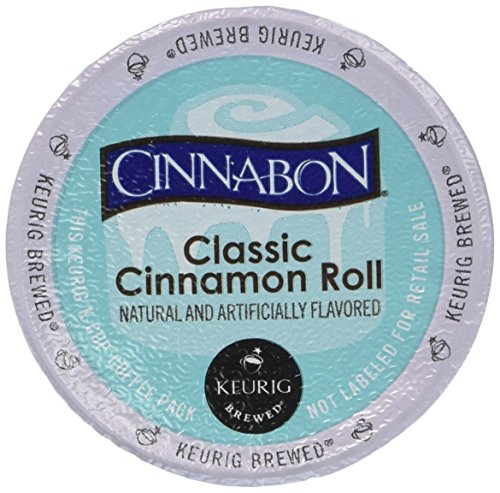 KEURIG BREWED®
CINNABON®
Classic
Cinnamon Roll
NATURAL AND ARTIFICIALLY FLAVORED
KEURIG
BREWED®
THIS KEURIG K-CUP COFFEE PACK
NOT LABELED FOR RETAIL SALE
KEURIG BREWED®
KEURIG BREWED®
KEURIG BREWED®